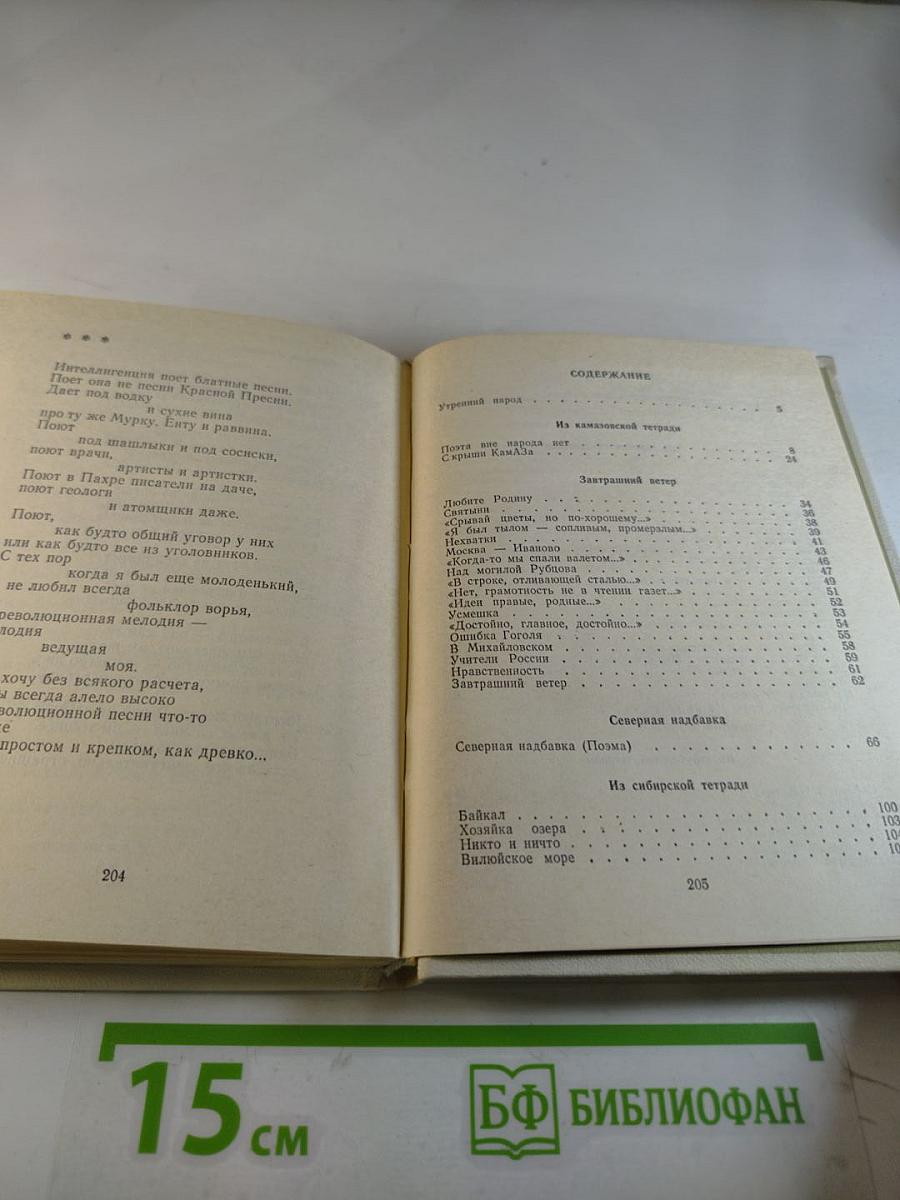 * * *
Интеллигенция поет блатные песни.
Поет она не песни Красной Пресни.
Дает под водку
и сухие вина
про ту же Мурку, Енту и раввина.
Поют
под шашлыки и под сосиски,
поют врачи,
артисты и артистки.
Поют в Пахре писатели на даче,
поют геологи
и атомщики даже.
Поют,
как будто общий уговор у них
или как будто все из уголовников.
С тех пор
когда я был еще молоденький,
не любил всегда
фольклор ворья,
революционная мелодия —
лодия
ведущая
моя.
хочу без всякого расчета,
ы всегда алело высоко
волюционной песни что-то
е
простом и крепком, как древко...
204
СОДЕРЖАНИЕ
Утренний народ . . . . . . . . . . . . . . 5
Из камазовской тетради
Поэта вне народа нет . . . . . . . . . . . . 8
С крыши КамАЗа . . . . . . . . . . . . . . 24
Завтрашний ветер
Любите Родину . . . . . . . . . . . . . . 34
Святыни . . . . . . . . . . . . . . 36
«Срывай цветы, но по-хорошему...» . . . . . . . . 38
«Я был тылом — сопливым, промерзлым...» . . . . . . 39
Нехватки . . . . . . . . . . . . . . 41
Москва — Иваново . . . . . . . . . . . . . . 43
«Когда-то мы спали валетом...» . . . . . . . . . . 46
Над могилой Рубцова . . . . . . . . . . . . 47
«В строке, отливающей сталью...» . . . . . . . . . . 49
«Нет, грамотность не в чтении газет...» . . . . . . . . 51
«Идеи правые, родные...» . . . . . . . . . . . . 52
Усмешка . . . . . . . . . . . . . . 53
«Достойно, главное, достойно...» . . . . . . . . . . 54
Ошибка Гоголя . . . . . . . . . . . . . . 55
В Михайловском . . . . . . . . . . . . . . 58
Учители России . . . . . . . . . . . . . . 59
Нравственность . . . . . . . . . . . . . . 61
Завтрашний ветер . . . . . . . . . . . . . . 62
Северная надбавка
Северная надбавка (Поэма) . . . . . . . . . . 66
Из сибирской тетради
Байкал . . . . . . . . . . . . . . 100
Хозяйка озера . . . . . . . . . . . . . . 103
Никто и ничто . . . . . . . . . . . . . . 10
Вилюйское море . . . . . . . . . . . . . . 10
205
15 см
БФ БИБЛИОФАН